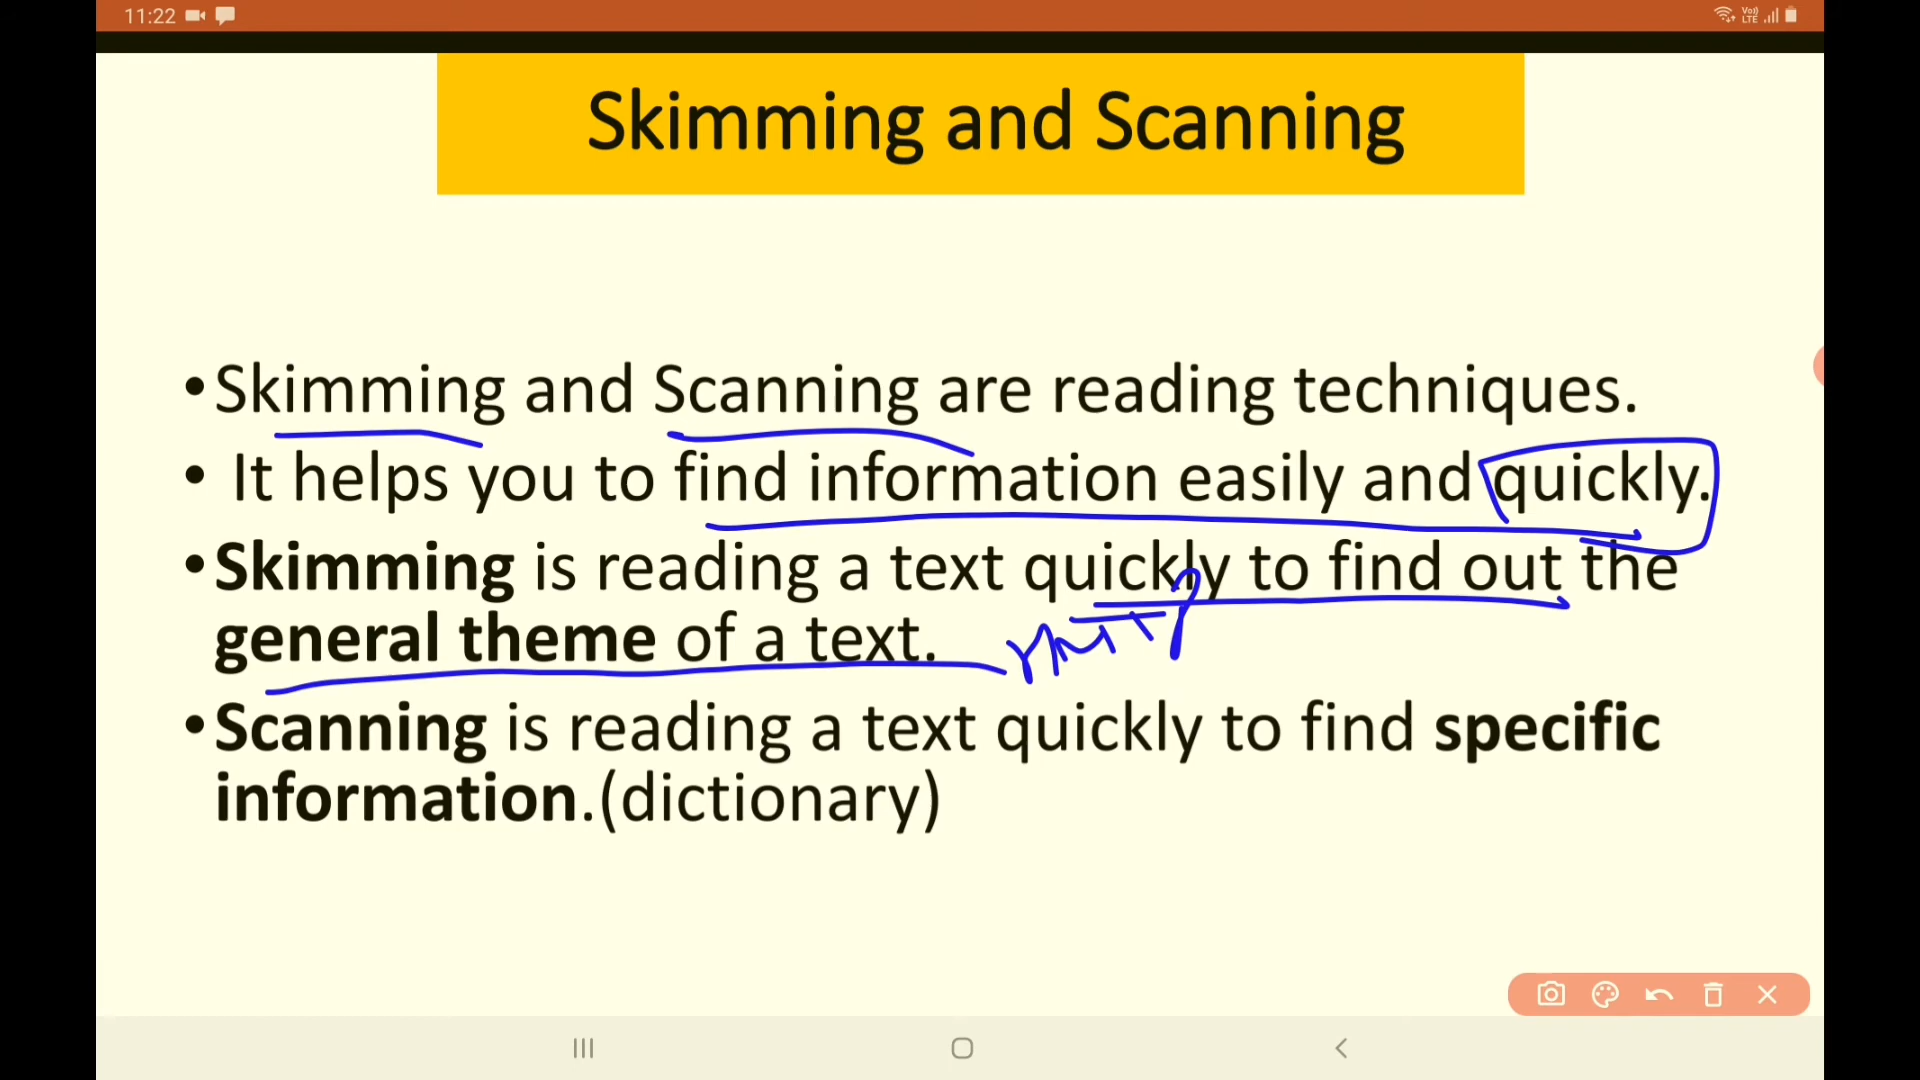 11:22
Vo))
LTE
Skimming and Scanning
•Skimming and Scanning are reading techniques.
• It helps you to find information easily and quickly.
•Skimming is reading a text quickly to find out the
general theme of a text.
•Scanning is reading a text quickly to find specific
information.(dictionary)